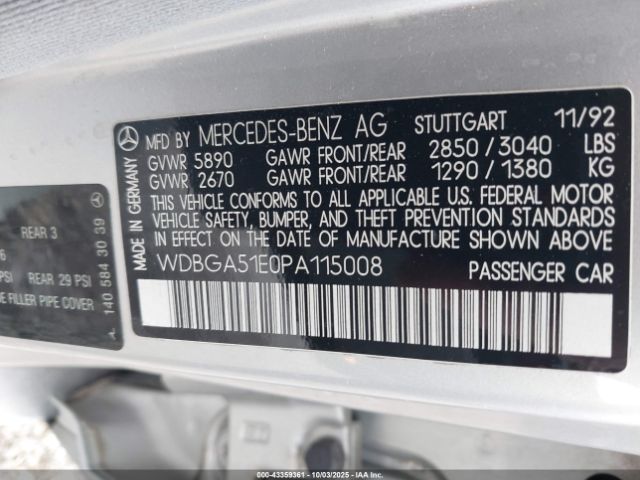 MADE IN GERMANY
MFD BY MERCEDES-BENZ AG STUTTGART 11/92
GVWR 5890 GAWR FRONT/REAR 2850 / 3040 LBS
GVWR 2670 GAWR FRONT/REAR 1290 / 1380 KG
THIS VEHICLE CONFORMS TO ALL APPLICABLE U.S. FEDERAL MOTOR
VEHICLE SAFETY, BUMPER, AND THEFT PREVENTION STANDARDS
IN EFFECT ON THE DATE OF MANUFACTURE SHOWN ABOVE.
WDBGA51E0PA115008 PASSENGER CAR
REAR 3
6
PSI REAR 29 PSI
FILLER PIPE COVER
A 140 584 30 39
000-43359361 - 10/03/2025 - IAAI.com